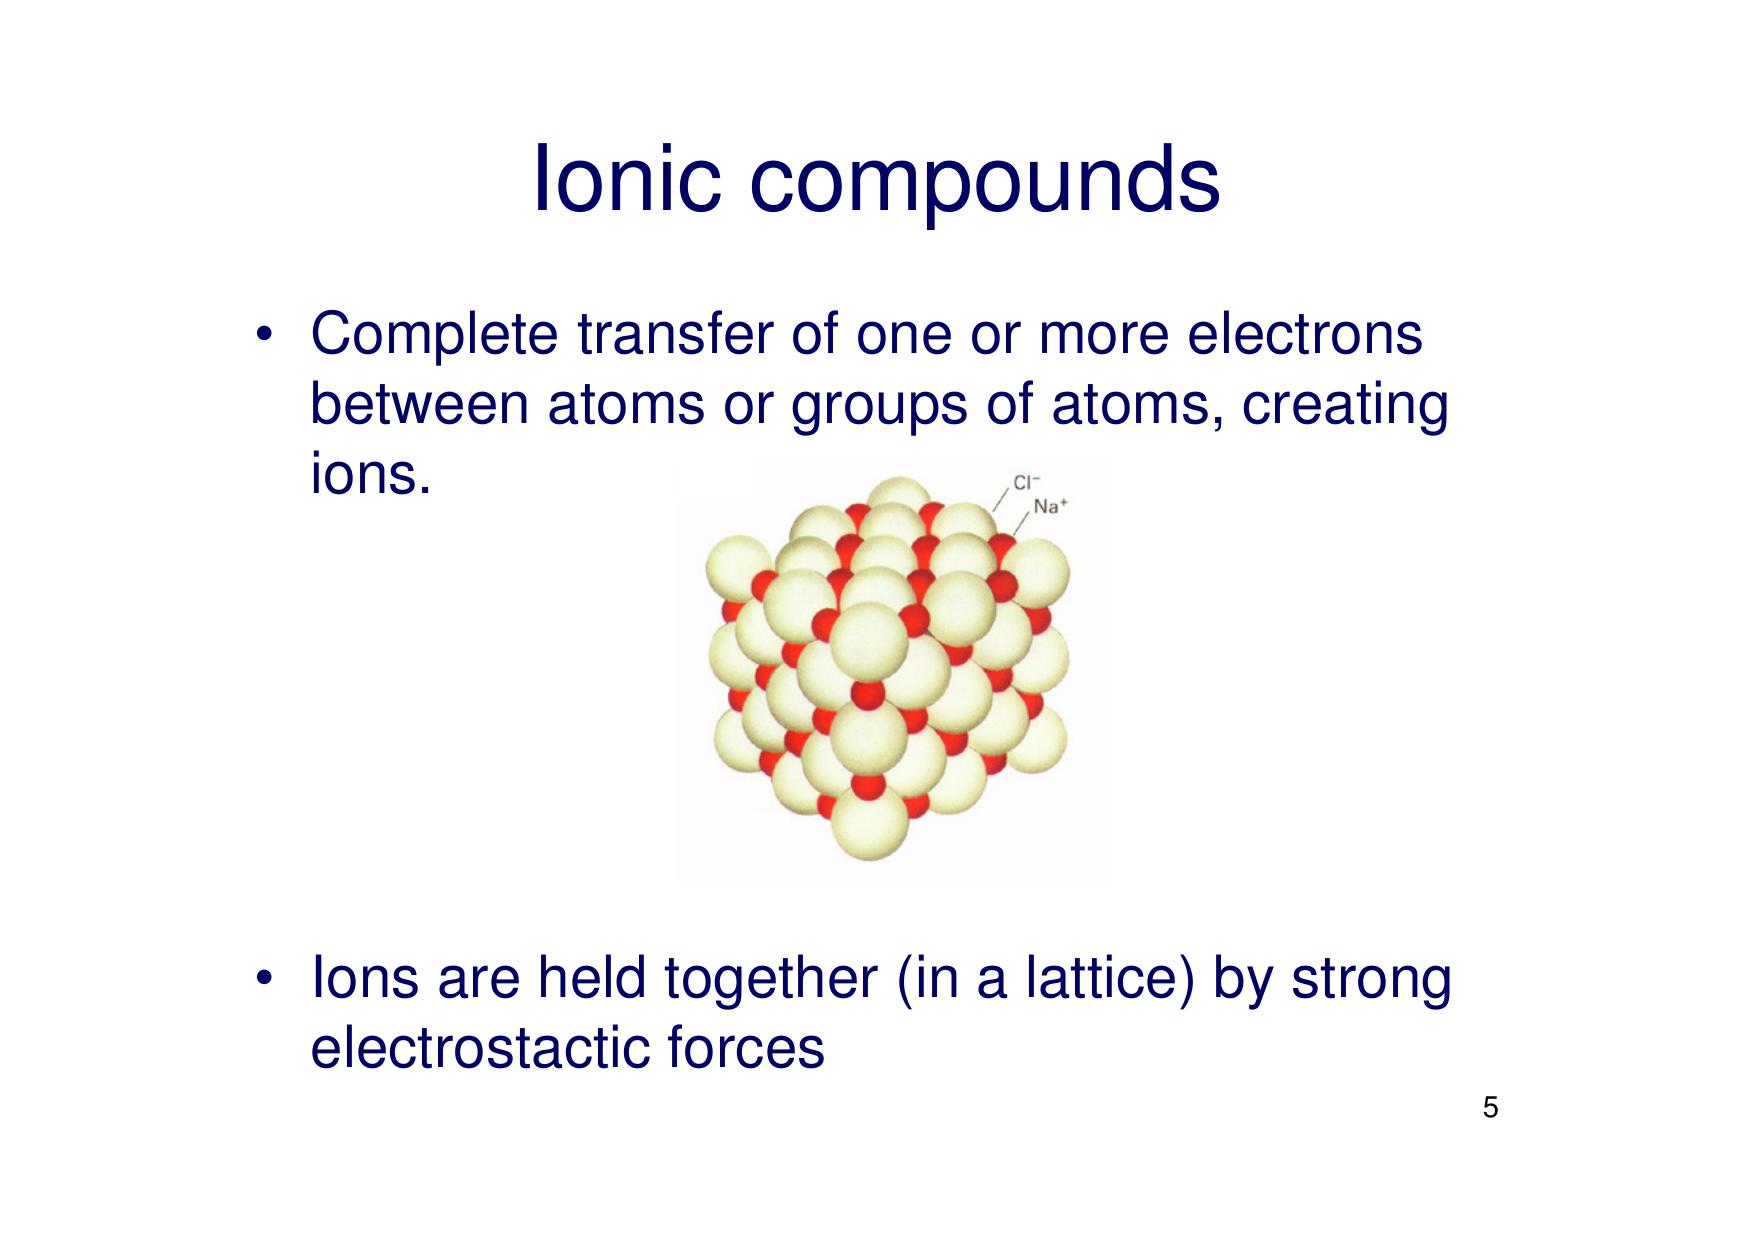 Ionic compounds
• Complete transfer of one or more electrons
between atoms or groups of atoms, creating
ions.
Cl⁻
Na⁺
• Ions are held together (in a lattice) by strong
electrostactic forces
5